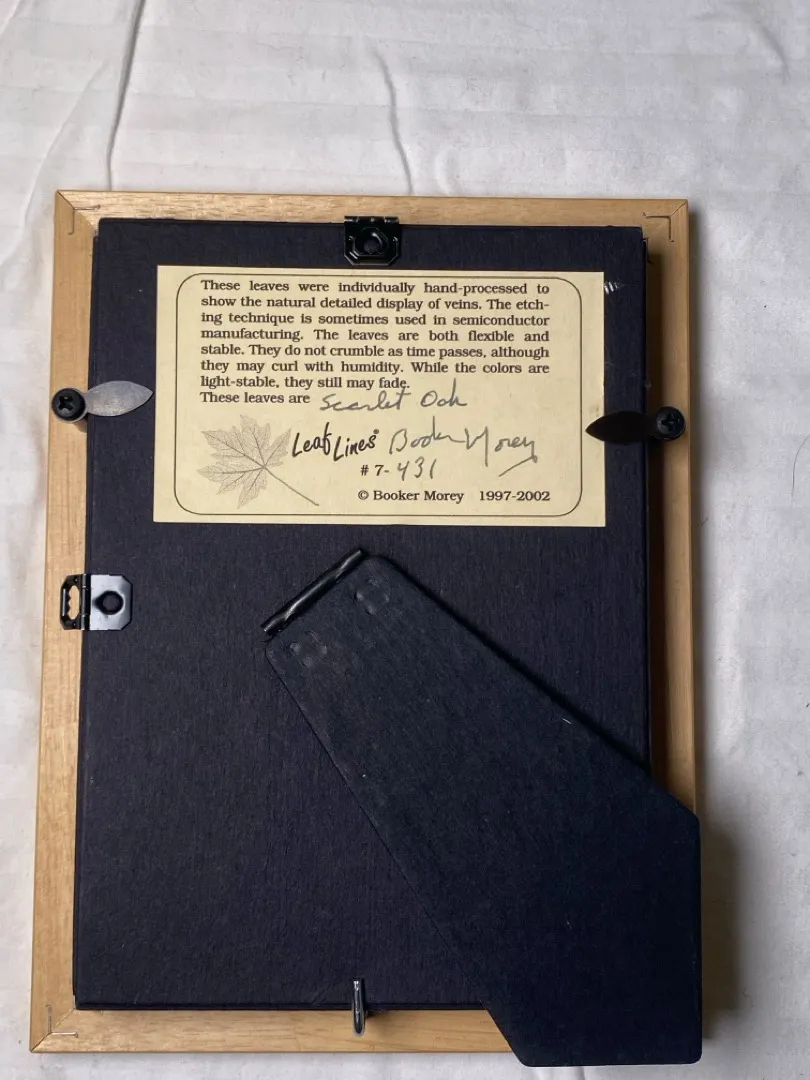 These leaves were individually hand-processed to
show the natural detailed display of veins. The etch-
ing technique is sometimes used in semiconductor
manufacturing. The leaves are both flexible and
stable. They do not crumble as time passes, although
they may curl with humidity. While the colors are
light-stable, they still may fade.
These leaves are Scarlet Oak
Leaf Lines® Booker Morey
# 7-431
© Booker Morey 1997-2002